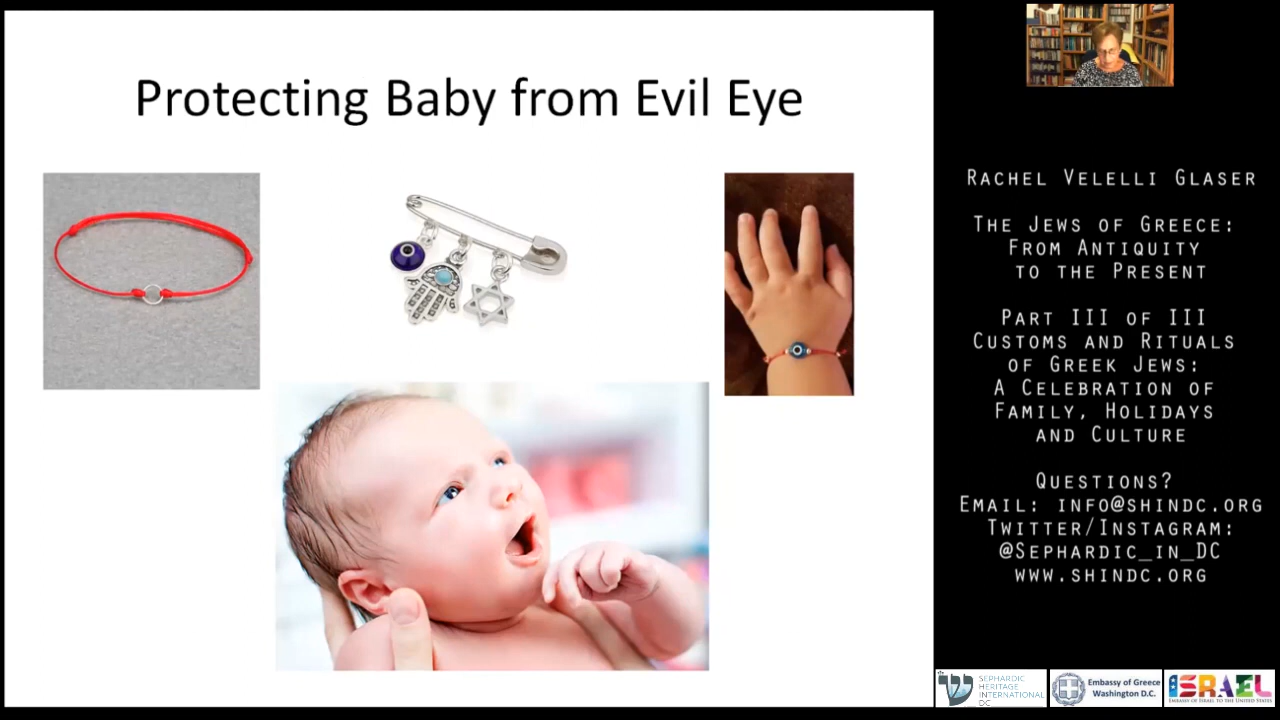 Protecting Baby from Evil Eye
Rachel Velelli Glaser
The Jews of Greece:
From Antiquity
to the Present
Part III of III
Customs and Rituals
of Greek Jews:
A Celebration of
Family, Holidays
and Culture
Questions?
Email: info@shindc.org
Twitter/Instagram:
@Sephardic_in_DC
www.shindc.org
SEPHARDIC
HERITAGE
INTERNATIONAL
DC
Embassy of Greece
Washington D.C.
ISRAEL
EMBASSY OF ISRAEL TO THE UNITED STATES